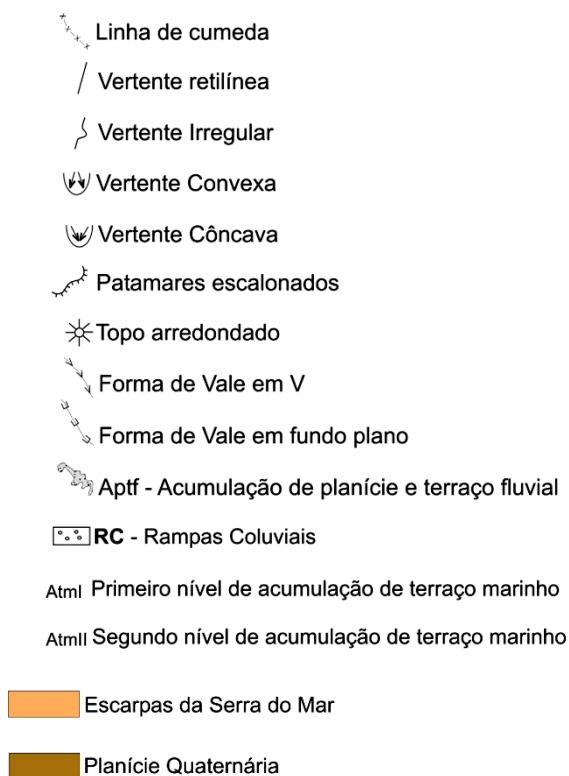 Linha de cumeda
Vertente retilínea
Vertente Irregular
Vertente Convexa
Vertente Côncava
Patamares escalonados
Topo arredondado
Forma de Vale em V
Forma de Vale em fundo plano
Aptf - Acumulação de planície e terraço fluvial
RC - Rampas Coluviais
AtmI Primeiro nível de acumulação de terraço marinho
AtmII Segundo nível de acumulação de terraço marinho
Escarpas da Serra do Mar
Planície Quaternária